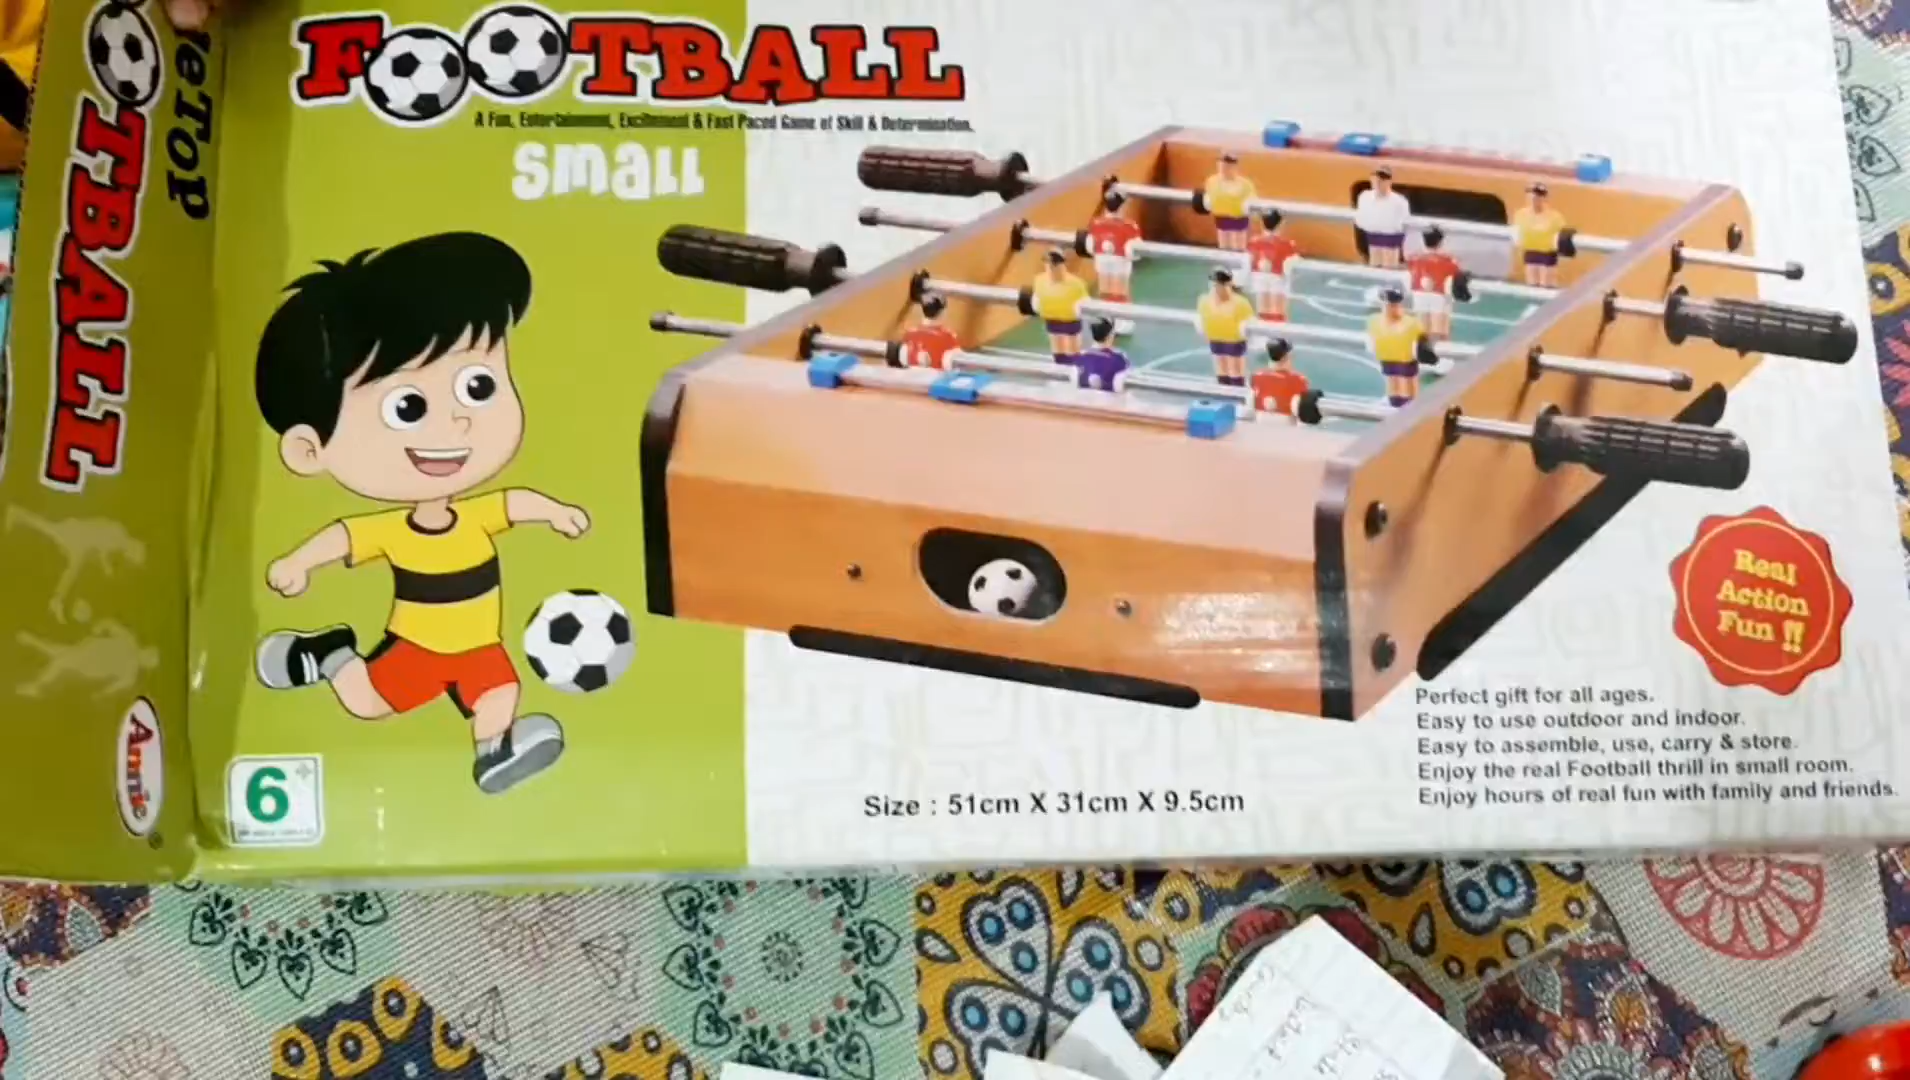 FOOTBALL
A Fun, Entertainment, Excitement & Fast Paced Game of Skill & Determination.
small
FOOTBALL
Annie
6+
Real
Action
Fun !!
Size : 51cm X 31cm X 9.5cm
Perfect gift for all ages.
Easy to use outdoor and indoor.
Easy to assemble, use, carry & store.
Enjoy the real Football thrill in small room.
Enjoy hours of real fun with family and friends.